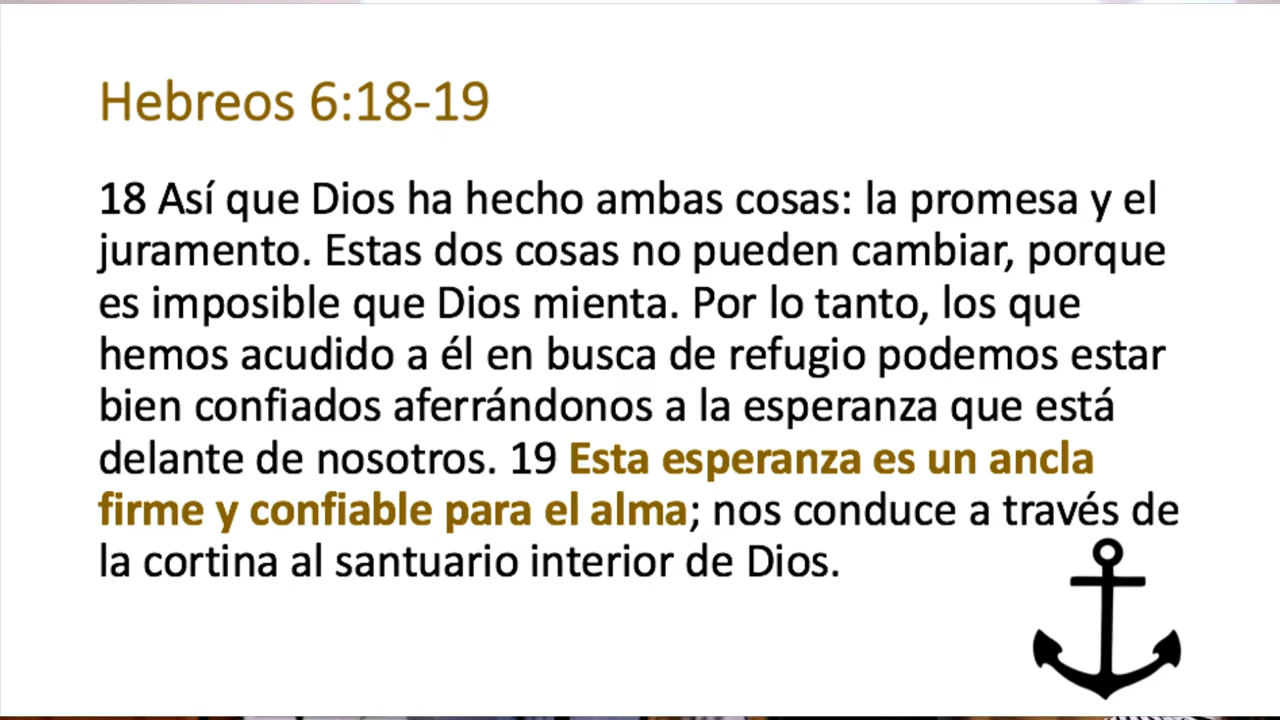 Hebreos 6:18-19
18 Así que Dios ha hecho ambas cosas: la promesa y el
juramento. Estas dos cosas no pueden cambiar, porque
es imposible que Dios mienta. Por lo tanto, los que
hemos acudido a él en busca de refugio podemos estar
bien confiados aferrándonos a la esperanza que está
delante de nosotros. 19 Esta esperanza es un ancla
firme y confiable para el alma; nos conduce a través de
la cortina al santuario interior de Dios.